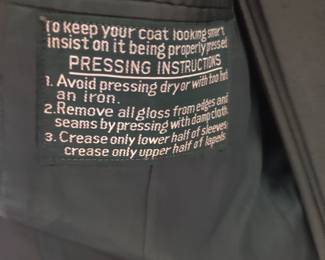 To keep your coat looking smart,
insist on it being properly pressed
PRESSING INSTRUCTIONS
1. Avoid pressing dry or with too hot
an iron.
2. Remove all gloss from edges and
seams by pressing with damp cloth.
3. Crease only lower half of sleeves,
crease only upper half of lapels.